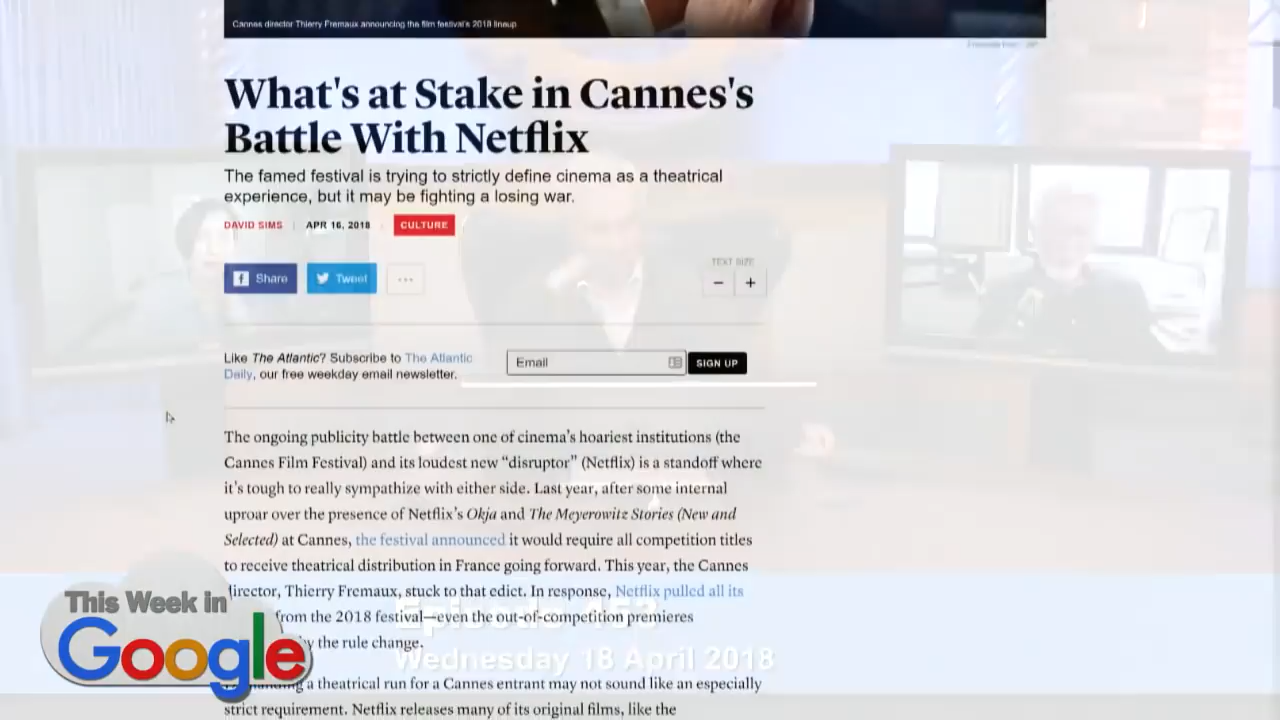 Cannes director Thierry Fremaux announcing the film festival's 2018 lineup
What's at Stake in Cannes's
Battle With Netflix
The famed festival is trying to strictly define cinema as a theatrical
experience, but it may be fighting a losing war.
DAVID SIMS | APR 16, 2018 | CULTURE
Share Tweet ...
TEXT SIZE
− +
Like The Atlantic? Subscribe to The Atlantic
Daily, our free weekday email newsletter.
Email SIGN UP
The ongoing publicity battle between one of cinema's hoariest institutions (the
Cannes Film Festival) and its loudest new “disruptor” (Netflix) is a standoff where
it's tough to really sympathize with either side. Last year, after some internal
uproar over the presence of Netflix's Okja and The Meyerowitz Stories (New and
Selected) at Cannes, the festival announced it would require all competition titles
to receive theatrical distribution in France going forward. This year, the Cannes
director, Thierry Fremaux, stuck to that edict. In response, Netflix pulled all its
from the 2018 festival—even the out-of-competition premieres
by the rule change.
a theatrical run for a Cannes entrant may not sound like an especially
strict requirement. Netflix releases many of its original films, like the
This Week in
Google
Episode
Wednesday 18 April 2018